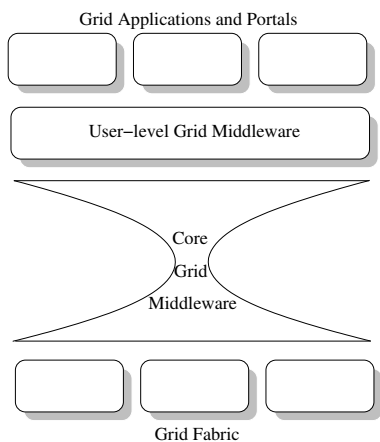 Grid Applications and Portals
User−level Grid Middleware
Core
Grid
Middleware
Grid Fabric